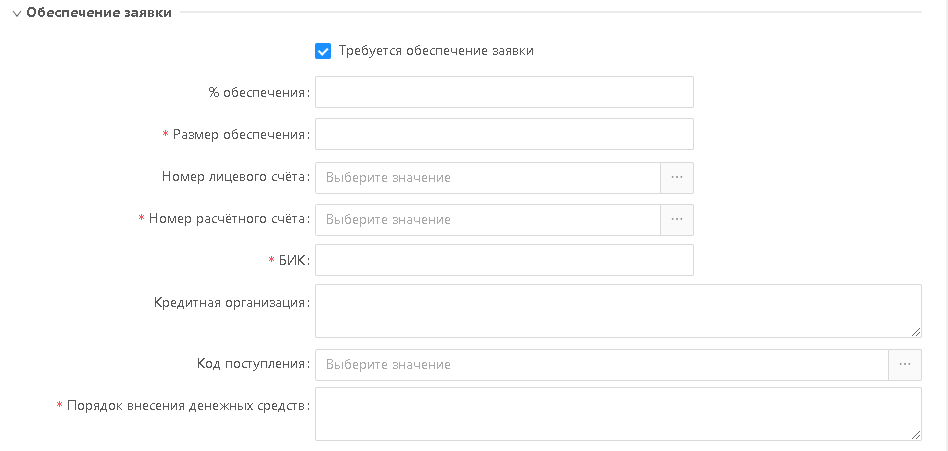 Обеспечение заявки
Требуется обеспечение заявки
% обеспечения:
* Размер обеспечения:
Номер лицевого счёта: Выберите значение ...
* Номер расчётного счёта: Выберите значение ...
* БИК:
Кредитная организация:
Код поступления: Выберите значение ...
* Порядок внесения денежных средств: